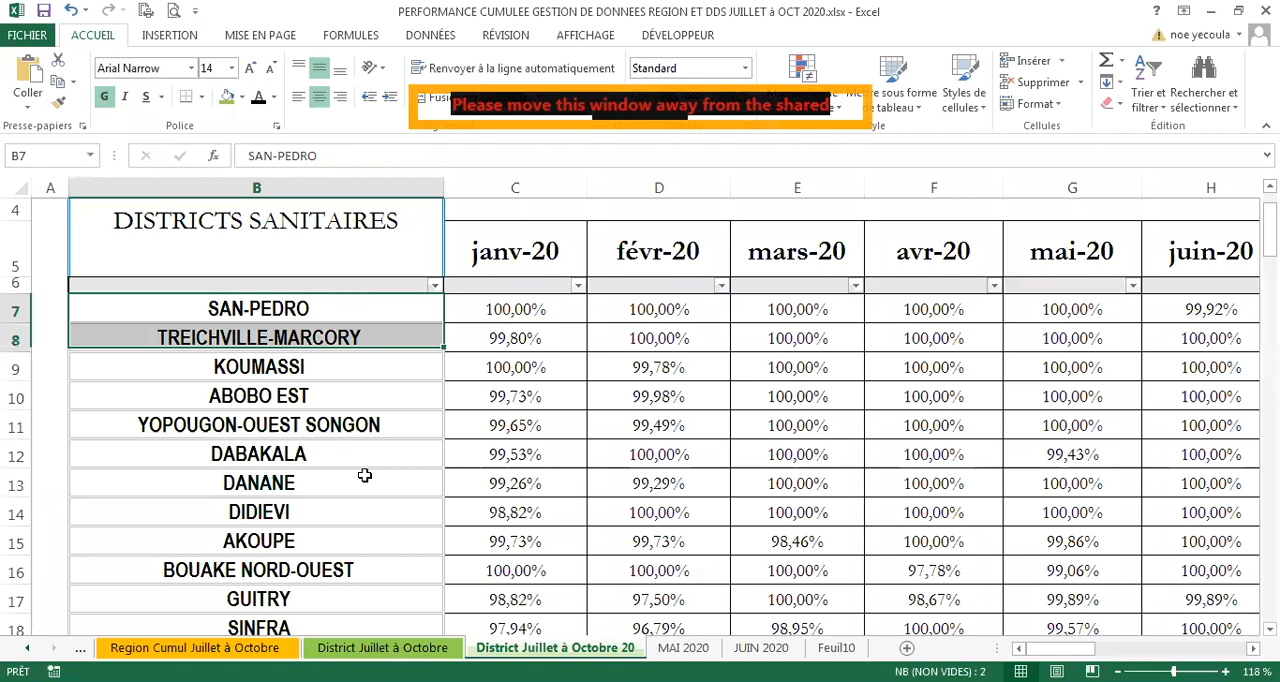 PERFORMANCE CUMULEE GESTION DE DONNEES REGION ET DDS JUILLET à OCT 2020.xlsx - Excel
FICHIER ACCUEIL INSERTION MISE EN PAGE FORMULES DONNÉES RÉVISION AFFICHAGE DÉVELOPPEUR noe yecoula
Arial Narrow 14 Renvoyer à la ligne automatiquement Standard Insérer
Coller G I S Please move this window away from the shared Mettre sous forme Styles de Supprimer Trier et Rechercher et
de tableau cellules Format filtrer sélectionner
Presse-papiers Police Cellules Édition
B7 fx SAN-PEDRO
A B C D E F G H
4 DISTRICTS SANITAIRES
5 janv-20 févr-20 mars-20 avr-20 mai-20 juin-20
6
7 SAN-PEDRO 100,00% 100,00% 100,00% 100,00% 100,00% 99,92%
8 TREICHVILLE-MARCORY 99,80% 100,00% 100,00% 100,00% 100,00% 100,00%
9 KOUMASSI 100,00% 99,78% 100,00% 100,00% 100,00% 100,00%
10 ABOBO EST 99,73% 99,98% 100,00% 100,00% 100,00% 100,00%
11 YOPOUGON-OUEST SONGON 99,65% 99,49% 100,00% 100,00% 100,00% 100,00%
12 DABAKALA 99,53% 100,00% 100,00% 100,00% 99,43% 100,00%
13 DANANE 99,26% 99,29% 100,00% 100,00% 100,00% 100,00%
14 DIDIEVI 98,82% 100,00% 100,00% 100,00% 100,00% 100,00%
15 AKOUPE 99,73% 99,73% 98,46% 100,00% 99,86% 100,00%
16 BOUAKE NORD-OUEST 100,00% 100,00% 100,00% 97,78% 99,06% 100,00%
17 GUITRY 98,82% 97,50% 100,00% 98,67% 99,89% 99,89%
18 SINFRA 97,94% 96,79% 98,95% 100,00% 99,57% 100,00%
... Region Cumul Juillet à Octobre District Juillet à Octobre District Juillet à Octobre 20 MAI 2020 JUIN 2020 Feuil10
PRÊT NB (NON VIDES) : 2 118 %